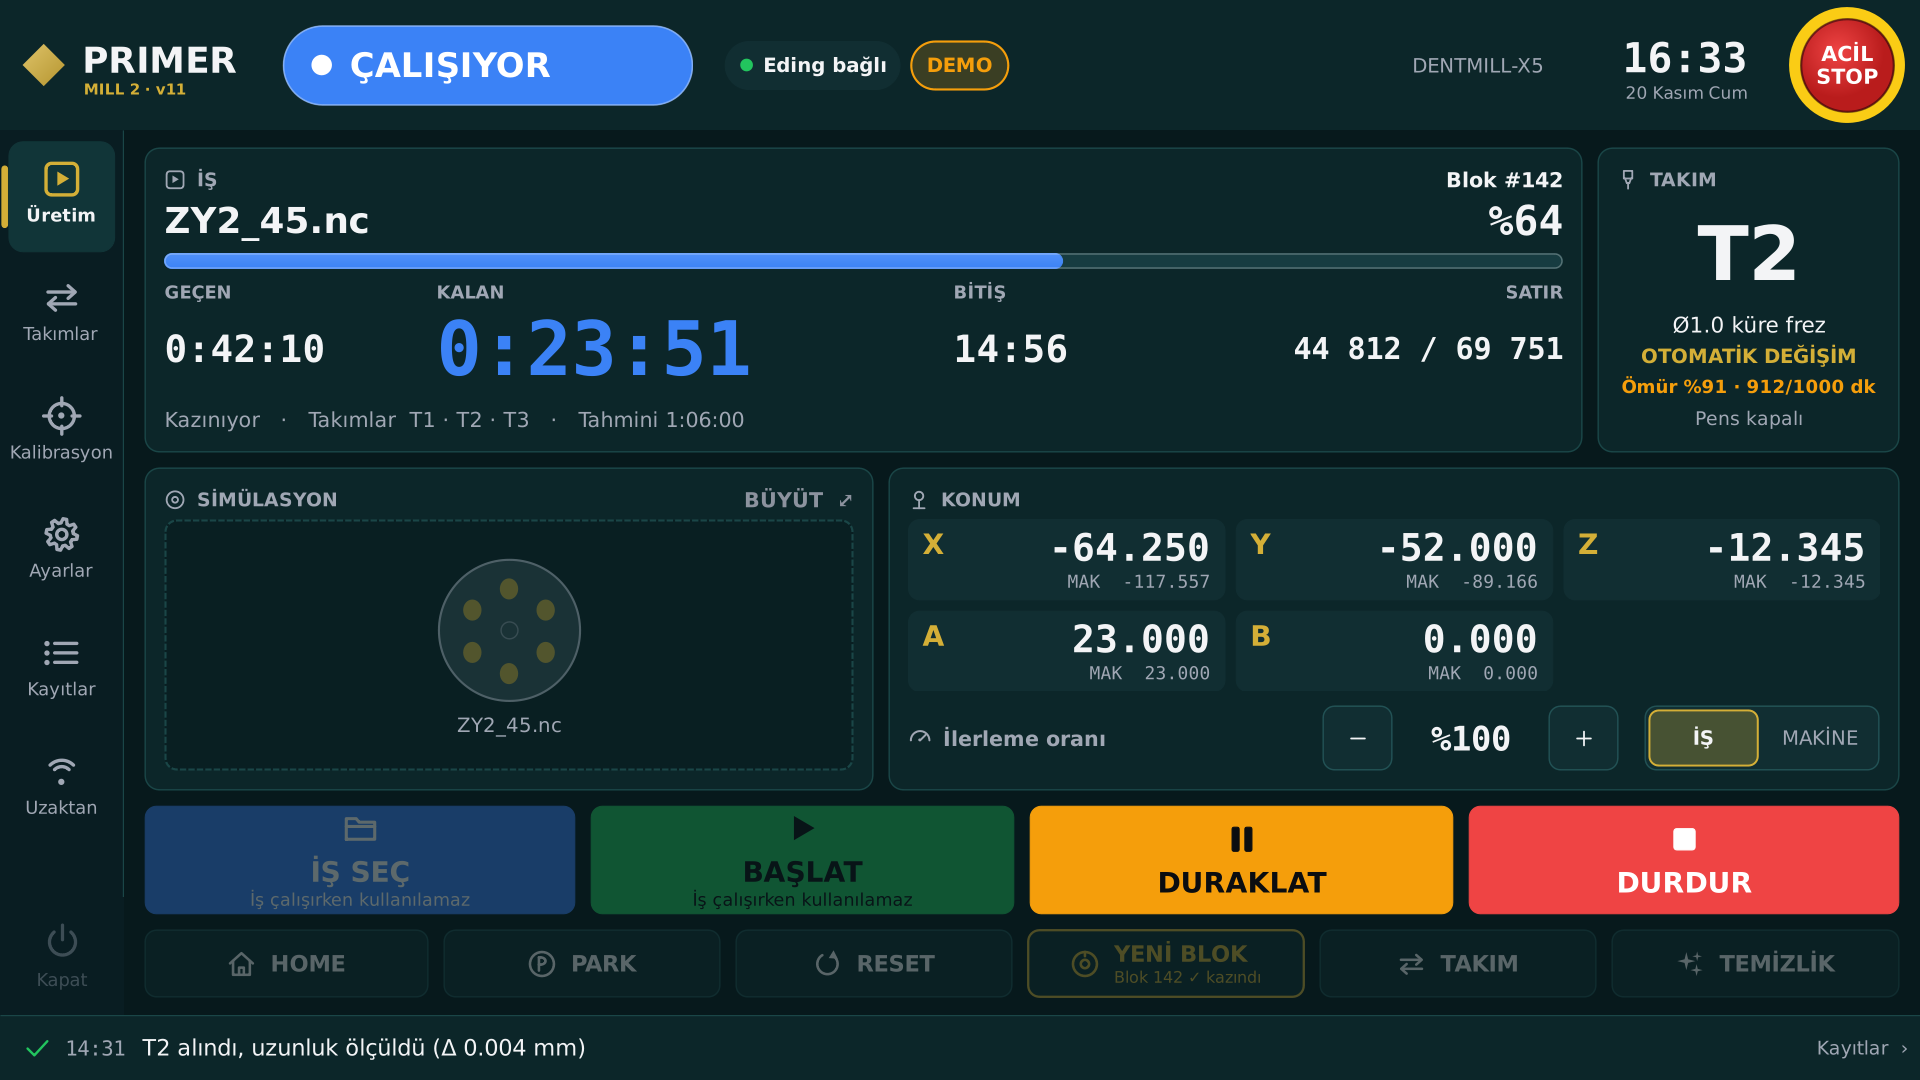 PRIMER
MILL 2 · v11
ÇALIŞIYOR
Eding bağlı
DEMO
DENTMILL-X5
16:33
20 Kasım Cum
ACİL
STOP
Üretim
Takımlar
Kalibrasyon
Ayarlar
Kayıtlar
Uzaktan
Kapat
İŞ
Blok #142
ZY2_45.nc
%64
GEÇEN
KALAN
BİTİŞ
SATIR
0:42:10
0:23:51
14:56
44 812 / 69 751
Kazınıyor · Takımlar T1 · T2 · T3 · Tahmini 1:06:00
TAKIM
T2
Ø1.0 küre frez
OTOMATİK DEĞİŞİM
Ömür %91 · 912/1000 dk
Pens kapalı
SİMÜLASYON
BÜYÜT ⤢
ZY2_45.nc
KONUM
X -64.250
MAK -117.557
Y -52.000
MAK -89.166
Z -12.345
MAK -12.345
A 23.000
MAK 23.000
B 0.000
MAK 0.000
İlerleme oranı
− %100 +
İŞ
MAKİNE
İŞ SEÇ
İş çalışırken kullanılamaz
BAŞLAT
İş çalışırken kullanılamaz
DURAKLAT
DURDUR
HOME
PARK
RESET
YENİ BLOK
Blok 142 ✓ kazındı
TAKIM
TEMİZLİK
14:31 T2 alındı, uzunluk ölçüldü (Δ 0.004 mm)
Kayıtlar ›